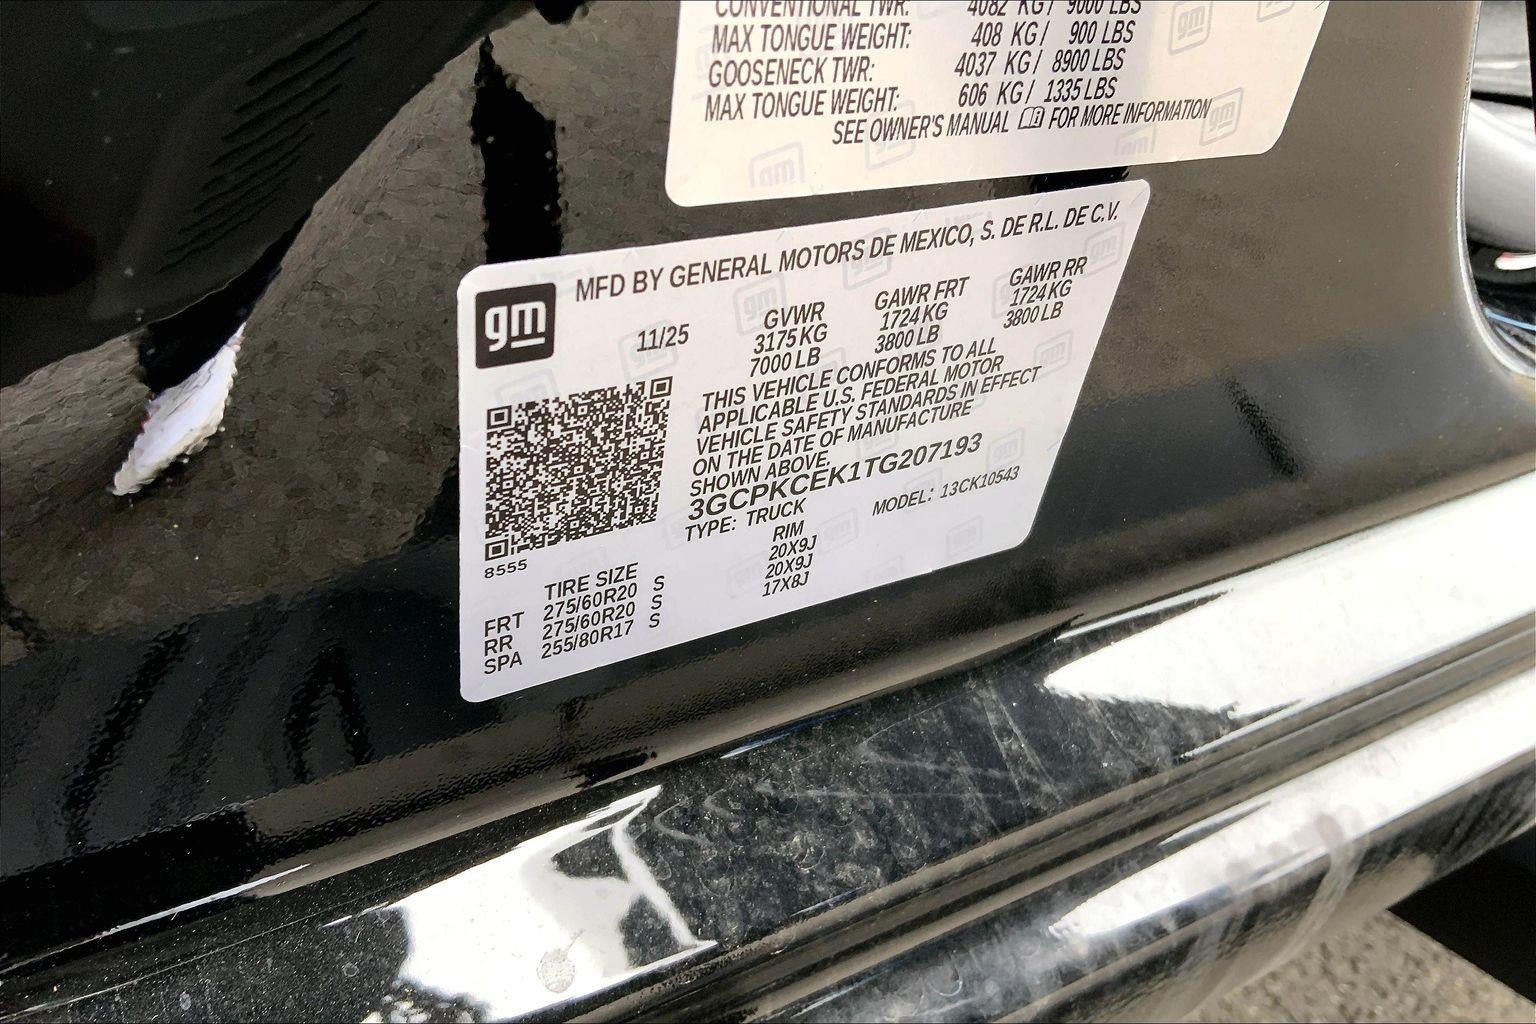 CONVENTIONAL TWR: 4082 KG/ 9000 LBS
MAX TONGUE WEIGHT: 408 KG/ 900 LBS
GOOSENECK TWR: 4037 KG/ 8900 LBS
MAX TONGUE WEIGHT: 606 KG/ 1335 LBS
SEE OWNER'S MANUAL FOR MORE INFORMATION
gm
MFD BY GENERAL MOTORS DE MEXICO, S. DE R.L. DE C.V.
11/25
GVWR GAWR FRT GAWR RR
3175 KG 1724 KG 1724 KG
7000 LB 3800 LB 3800 LB
THIS VEHICLE CONFORMS TO ALL
APPLICABLE U.S. FEDERAL MOTOR
VEHICLE SAFETY STANDARDS IN EFFECT
ON THE DATE OF MANUFACTURE
SHOWN ABOVE.
3GCPKCEK1TG207193
TYPE: TRUCK MODEL: 13CK10543
8555
TIRE SIZE RIM
FRT 275/60R20 S 20X9J
RR 275/60R20 S 20X9J
SPA 255/80R17 S 17X8J